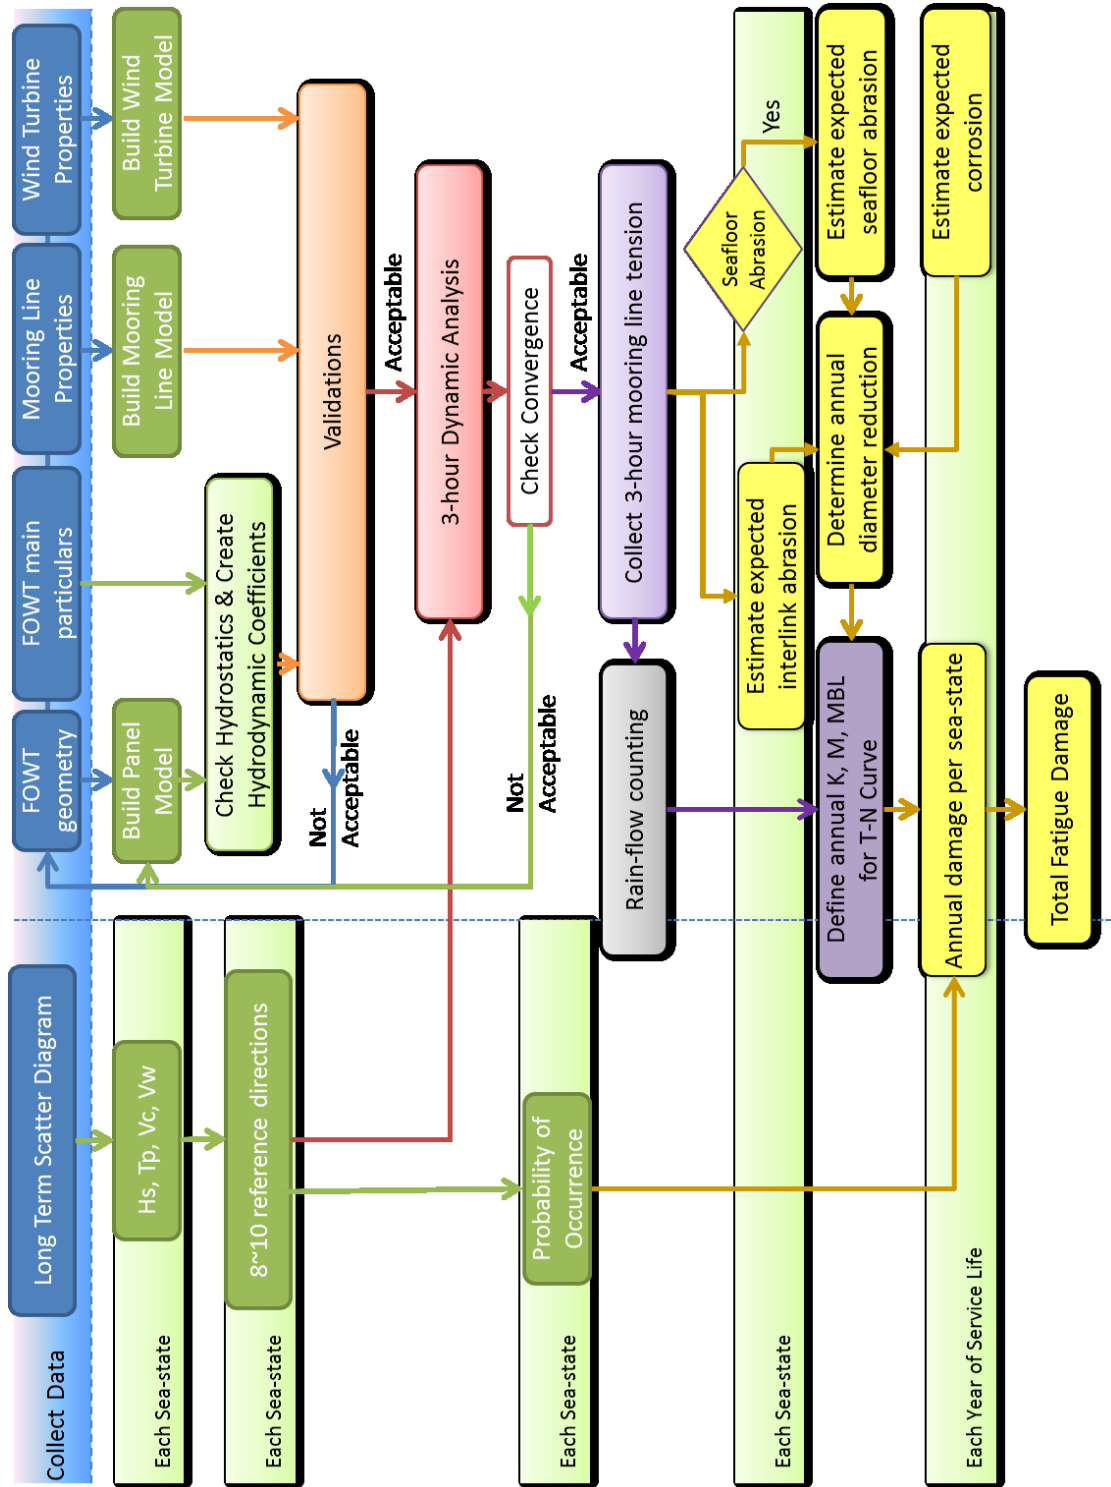 Collect Data
Long Term Scatter Diagram
FOWT
geometry
FOWT main
particulars
Mooring Line
Properties
Wind Turbine
Properties
Each Sea-state
Hs, Tp, Vc, Vw
Build Panel
Model
Build Mooring
Line Model
Build Wind
Turbine Model
Each Sea-state
8~10 reference directions
Check Hydrostatics & Create
Hydrodynamic Coefficients
Not
Acceptable
Validations
Acceptable
3-hour Dynamic Analysis
Not
Acceptable
Check Convergence
Acceptable
Each Sea-state
Probability of
Occurrence
Rain-flow counting
Collect 3-hour mooring line tension
Each Sea-state
Estimate expected
interlink abrasion
Seafloor
Abrasion
Yes
Define annual K, M, MBL
for T-N Curve
Determine annual
diameter reduction
Estimate expected
seafloor abrasion
Each Year of Service Life
Annual damage per sea-state
Estimate expected
corrosion
Total Fatigue Damage